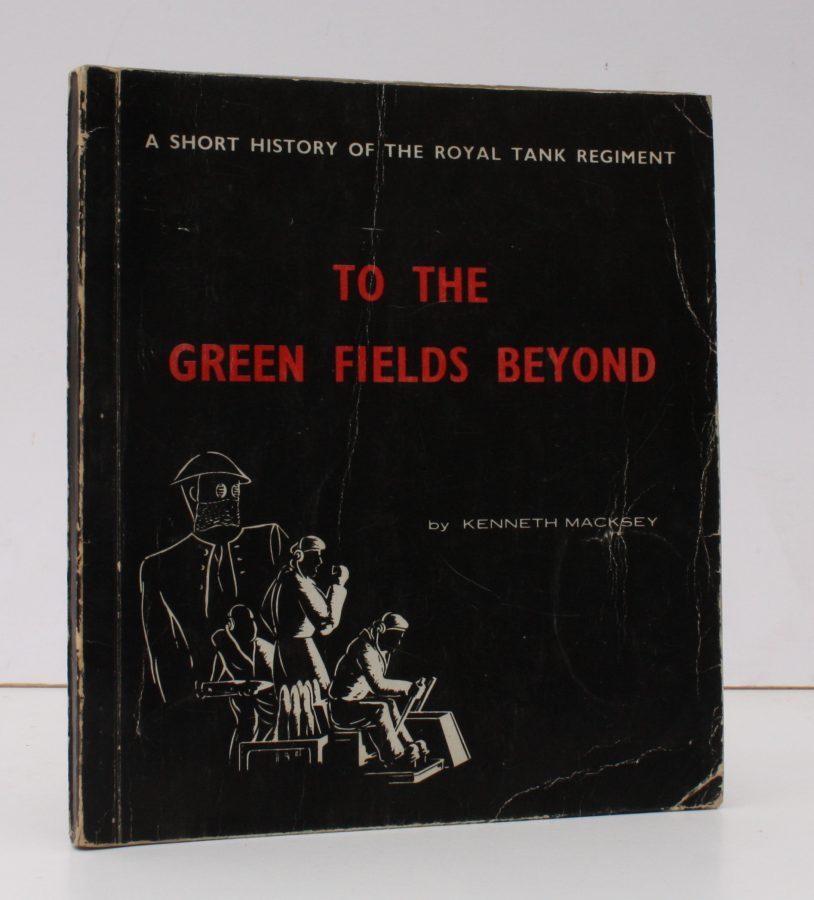 A SHORT HISTORY OF THE ROYAL TANK REGIMENT
TO THE
GREEN FIELDS BEYOND
by KENNETH MACKSEY